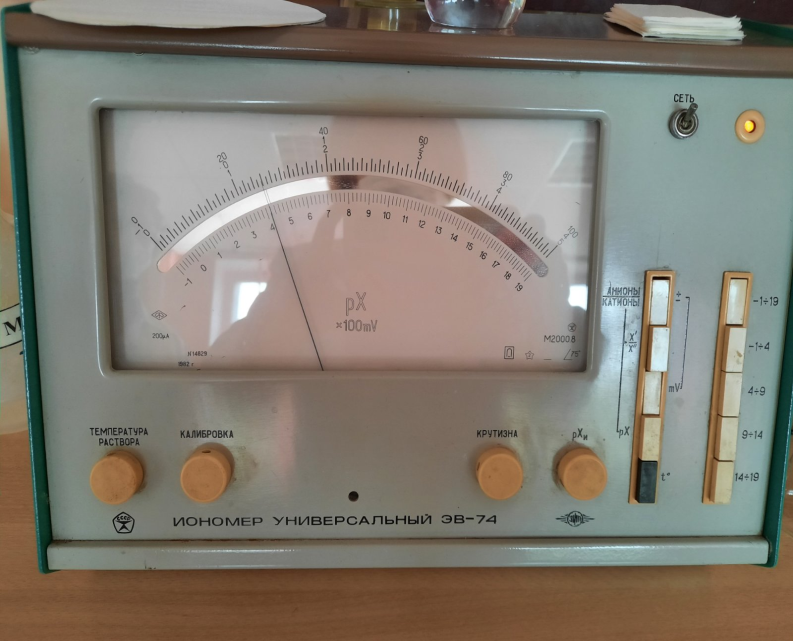 СЕТЬ
20
0
40
1
2
60
3
80
4
-1
0
-1 0 1 2 3 4 5 6 7 8 9 10 11 12 13 14 15 16 17 18 19
pX
×100mV
200μA
М2000.8
АНИОНЫ
КАТИОНЫ
±
X'
X"
mV
pX
t°
-1÷19
-1÷4
4÷9
9÷14
14÷19
ТЕМПЕРАТУРА
РАСТВОРА
КАЛИБРОВКА
КРУТИЗНА
pXи
СССР
ИОНОМЕР УНИВЕРСАЛЬНЫЙ ЭВ-74
М